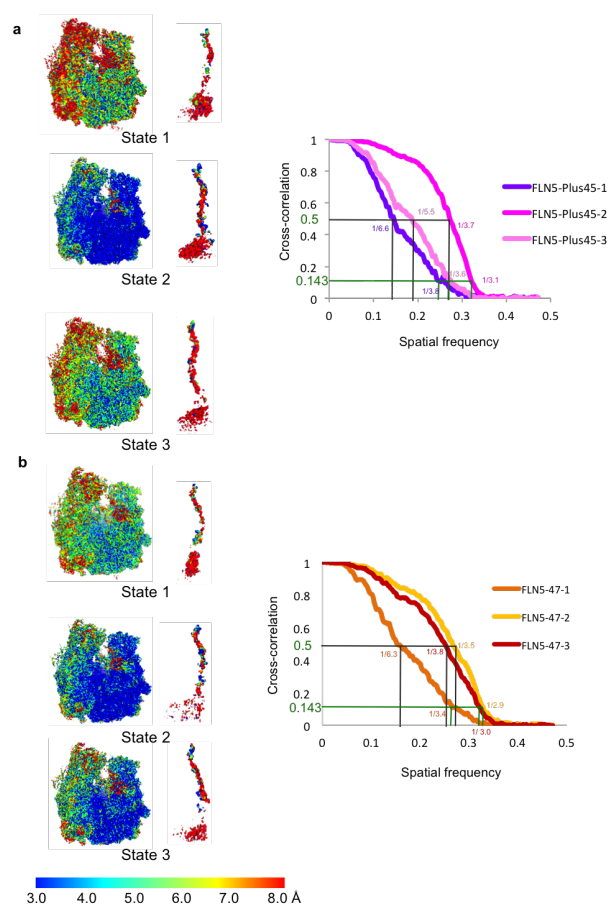 a
State 1
State 2
State 3
Cross-correlation
1
0.8
0.6
0.5
0.4
0.2
0.143
0
1/6.6
1/5.5
1/3.7
1/3.6
1/3.8
1/3.1
0 0.1 0.2 0.3 0.4 0.5
Spatial frequency
FLN5-Plus45-1
FLN5-Plus45-2
FLN5-Plus45-3
b
State 1
State 2
State 3
Cross-correlation
1
0.8
0.6
0.5
0.4
0.2
0.143
0
1/6.3
1/3.8
1/3.5
1/3.4
1/2.9
1/ 3.0
0 0.1 0.2 0.3 0.4 0.5
Spatial frequency
FLN5-47-1
FLN5-47-2
FLN5-47-3
3.0 4.0 5.0 6.0 7.0 8.0 Å